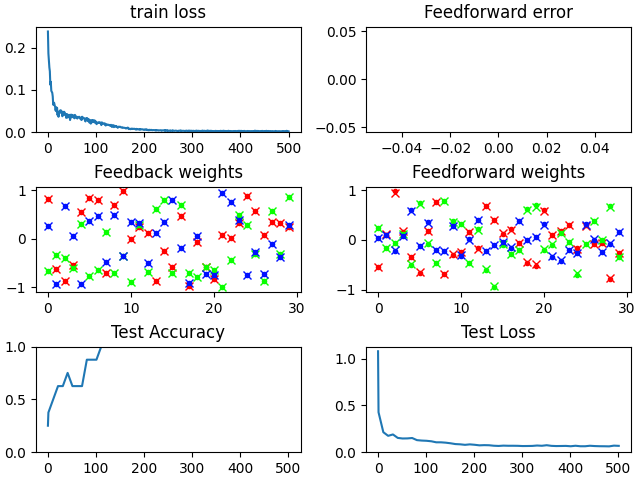 train loss
Feedforward error
0.2
0.1
0.0
0 100 200 300 400 500
0.05
0.00
−0.05
−0.04 −0.02 0.00 0.02 0.04
Feedback weights
Feedforward weights
1
0
−1
0 10 20 30
1
0
−1
0 10 20 30
Test Accuracy
Test Loss
1.0
0.5
0.0
0 100 200 300 400 500
1.0
0.5
0.0
0 100 200 300 400 500